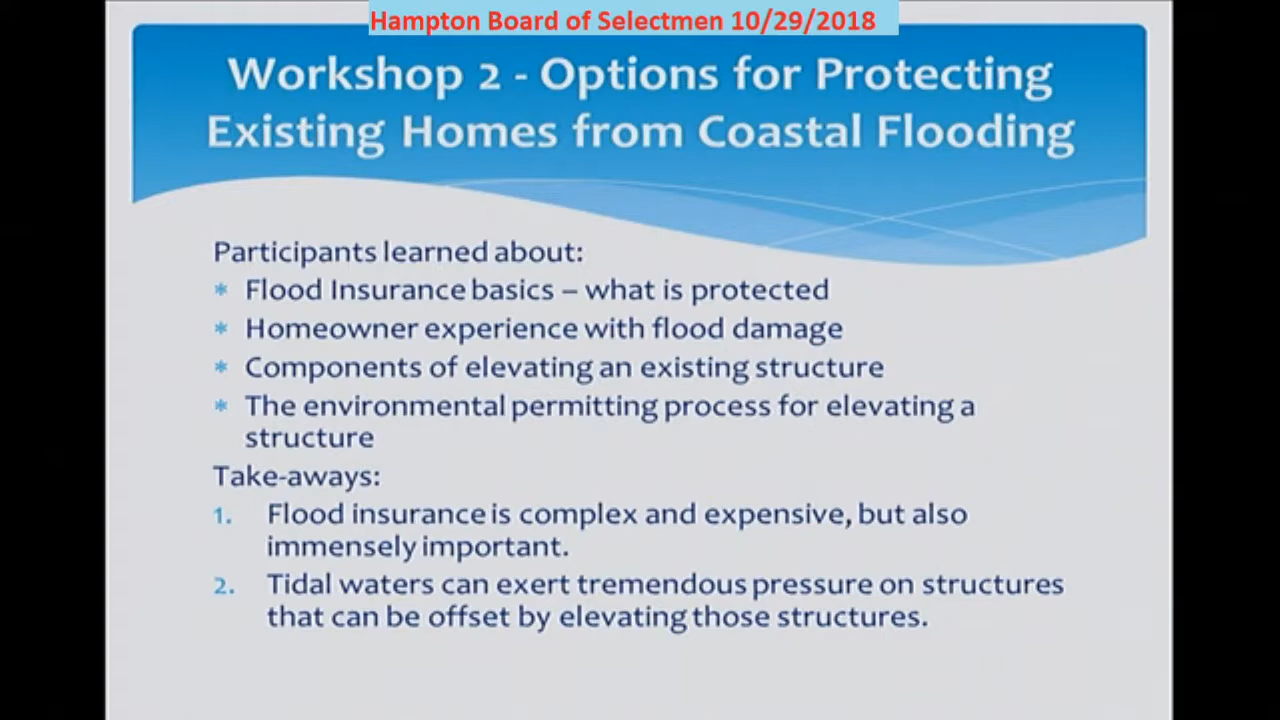 Hampton Board of Selectmen 10/29/2018
Workshop 2 - Options for Protecting
Existing Homes from Coastal Flooding
Participants learned about:
* Flood Insurance basics – what is protected
* Homeowner experience with flood damage
* Components of elevating an existing structure
* The environmental permitting process for elevating a
structure
Take-aways:
1. Flood insurance is complex and expensive, but also
immensely important.
2. Tidal waters can exert tremendous pressure on structures
that can be offset by elevating those structures.